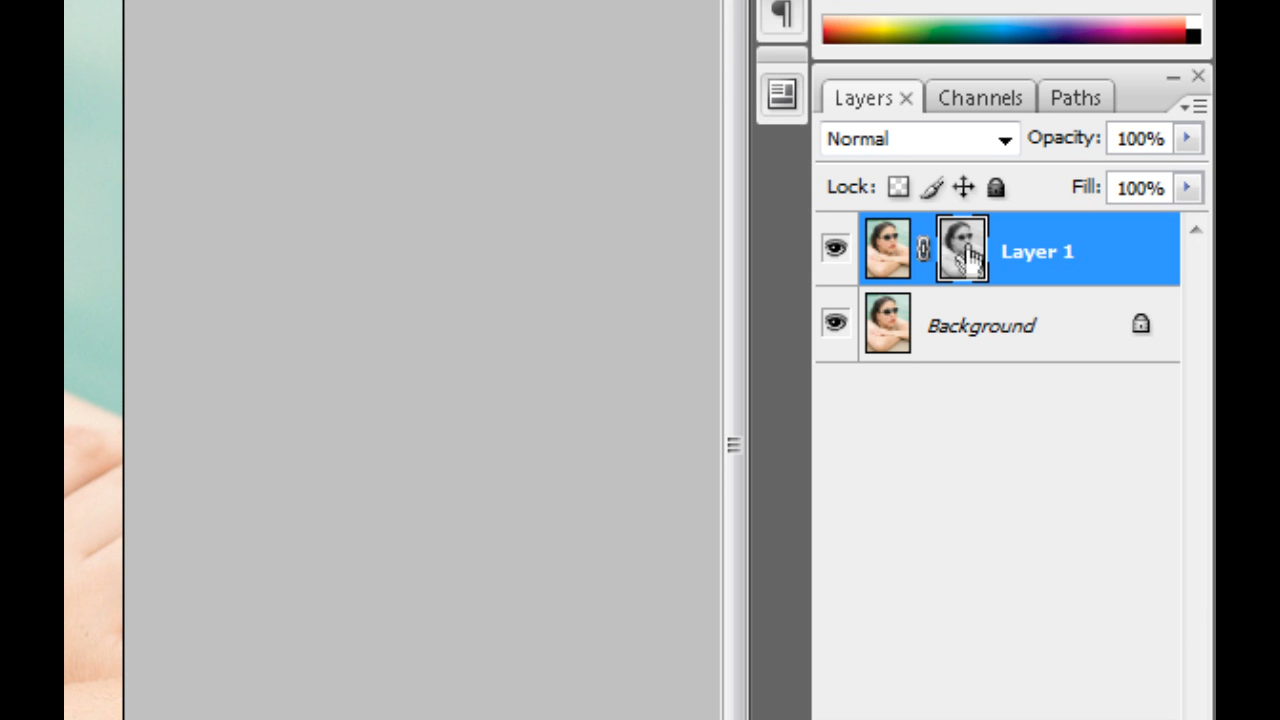 Layers Channels Paths
Normal Opacity: 100%
Lock: Fill: 100%
Layer 1
Background